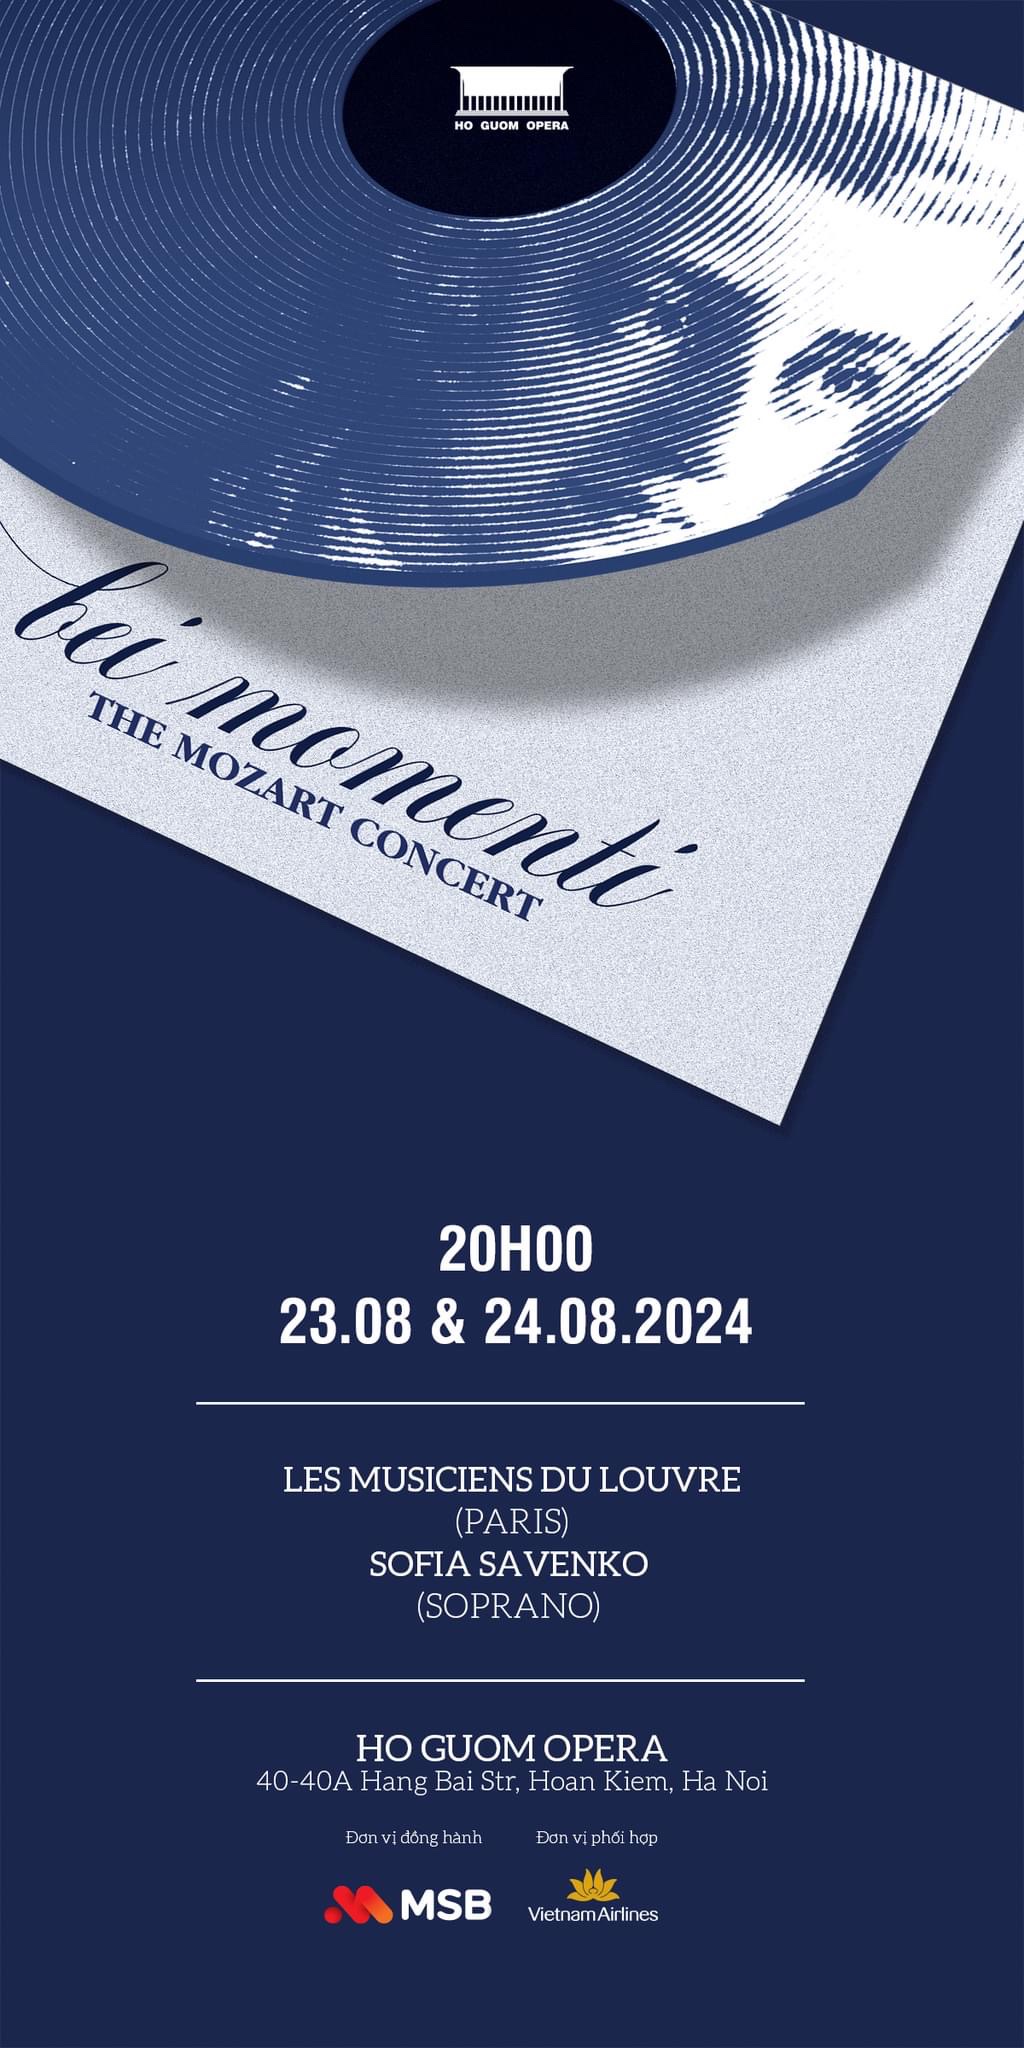 HO GUOM OPERA
bei momenti
THE MOZART CONCERT
20H00
23.08 & 24.08.2024
LES MUSICIENS DU LOUVRE
(PARIS)
SOFIA SAVENKO
(SOPRANO)
HO GUOM OPERA
40-40A Hang Bai Str, Hoan Kiem, Ha Noi
Đơn vị đồng hành
Đơn vị phối hợp
MSB
Vietnam Airlines